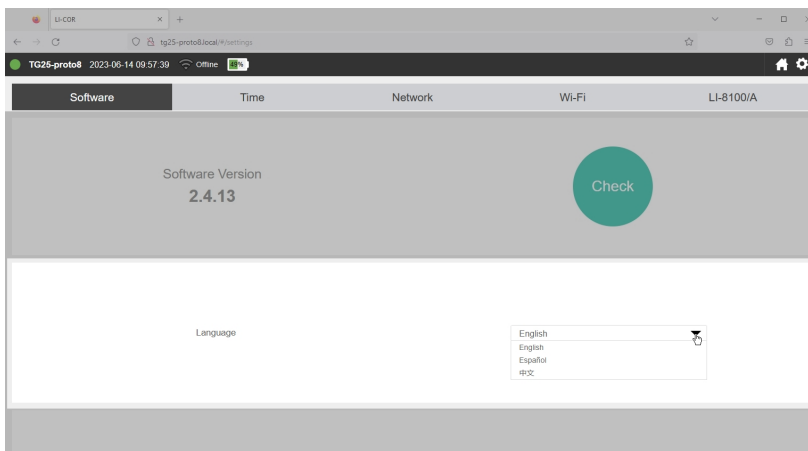 LI-COR
tg25-proto8.local/#/settings
TG25-proto8 2023-06-14 09:57:39 Offline 49%
Software Time Network Wi-Fi LI-8100/A
Software Version
2.4.13
Check
Language
English
English
Español
中文